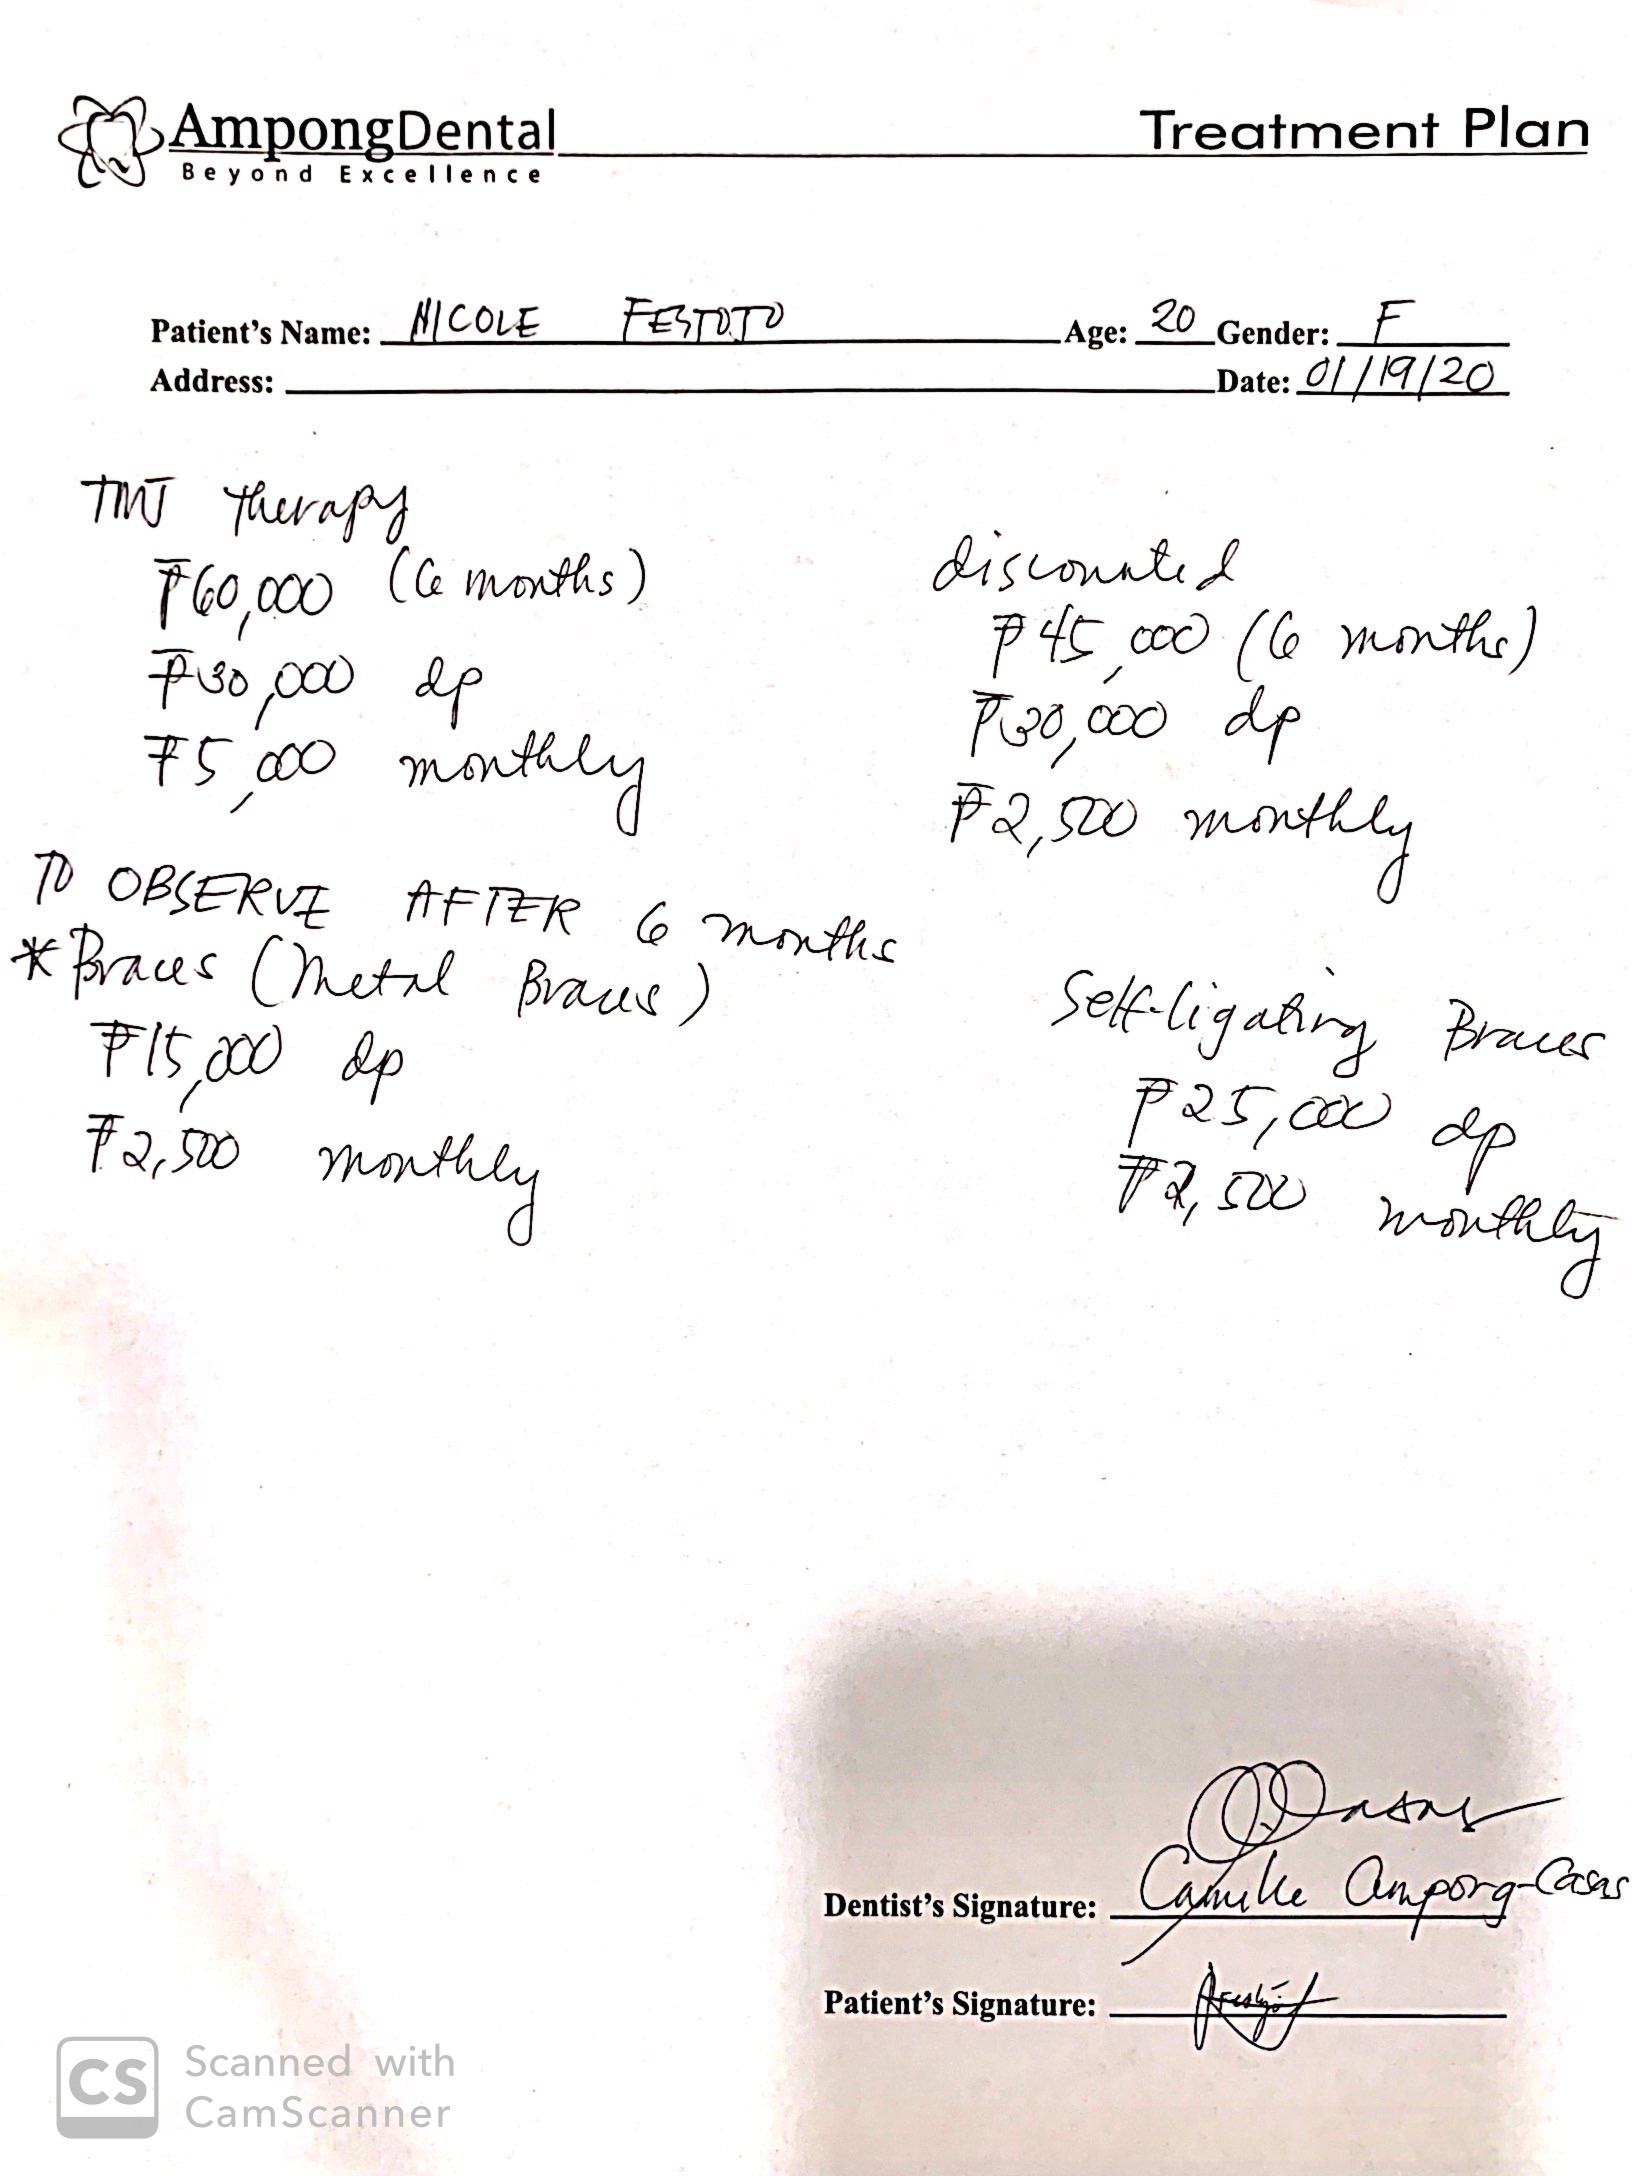 AmpongDental
Beyond Excellence
Treatment Plan
Patient's Name: NICOLE FESTOJO Age: 20 Gender: F
Address: Date: 01/19/20
TMJ therapy
₱60,000 (6 months)
₱30,000 dp
₱5,000 monthly
discounted
₱45,000 (6 months)
₱30,000 dp
₱2,500 monthly
TO OBSERVE AFTER 6 months
*Braces (Metal Braces)
₱15,000 dp
₱2,500 monthly
Self-ligating Braces
₱25,000 dp
₱2,500 monthly
Dentist's Signature: Camille Ampong-Casas
Patient's Signature:
CS Scanned with
CamScanner